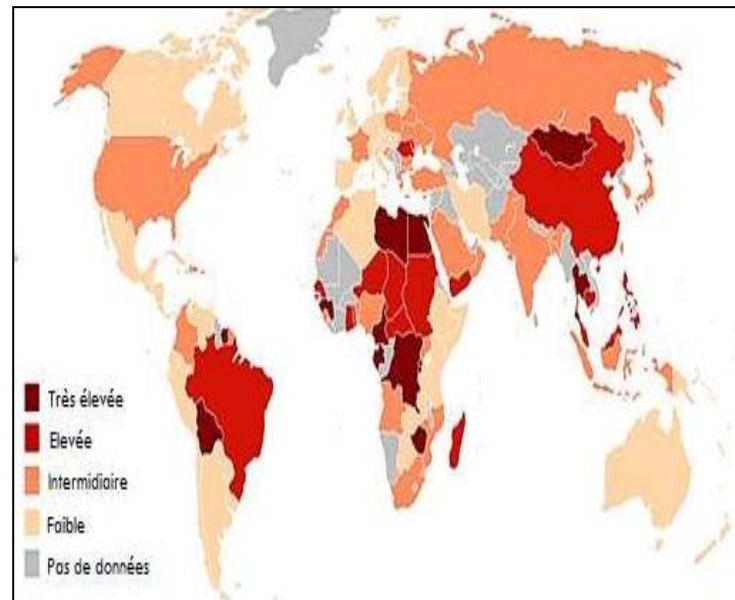 Très élevée
Elevée
Intermidiaire
Faible
Pas de données